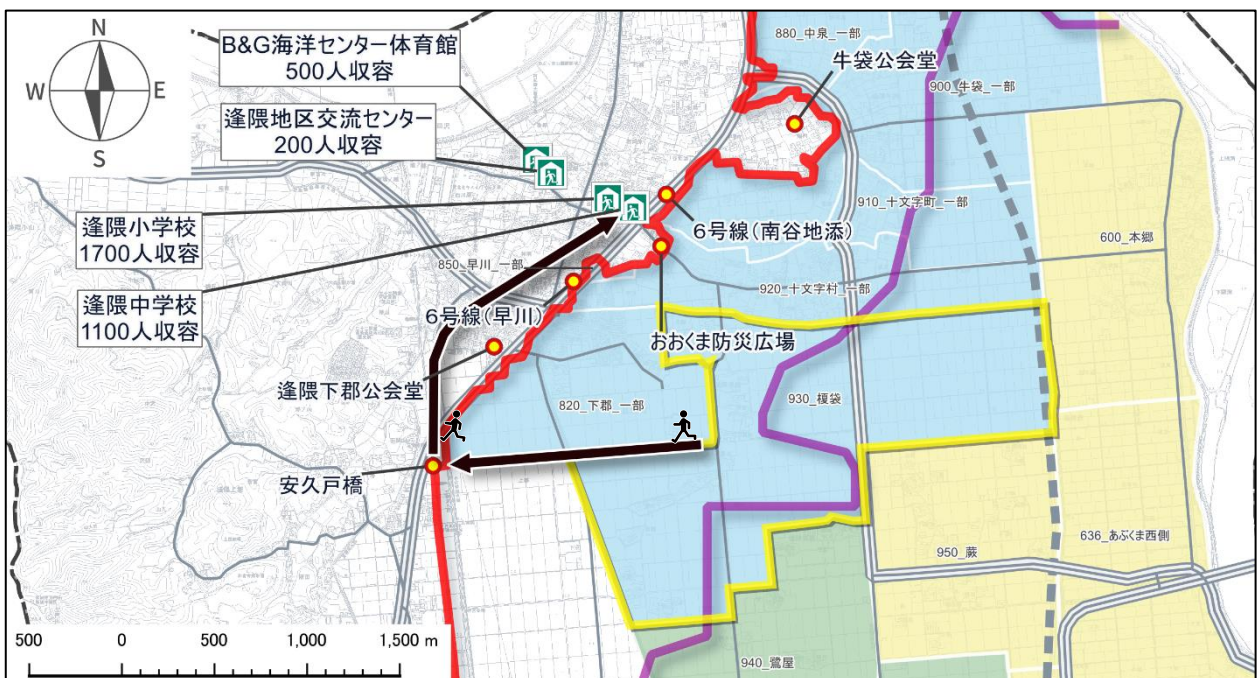 N
W
E
S
B&G海洋センター体育館
500人収容
逢隈地区交流センター
200人収容
逢隈小学校
1700人収容
逢隈中学校
1100人収容
880_中泉_一部
牛袋公会堂
900_牛袋_一部
6号線(南谷地添)
910_十文字町_一部
600_本郷
850_早川_一部
920_十文字村_一部
6号線(早川)
おおくま防災広場
逢隈下郡公会堂
820_下郡_一部
930_榎袋
安久戸橋
636_あぶくま西側
950_蕨
940_鷺屋
500 0 500 1,000 1,500 m